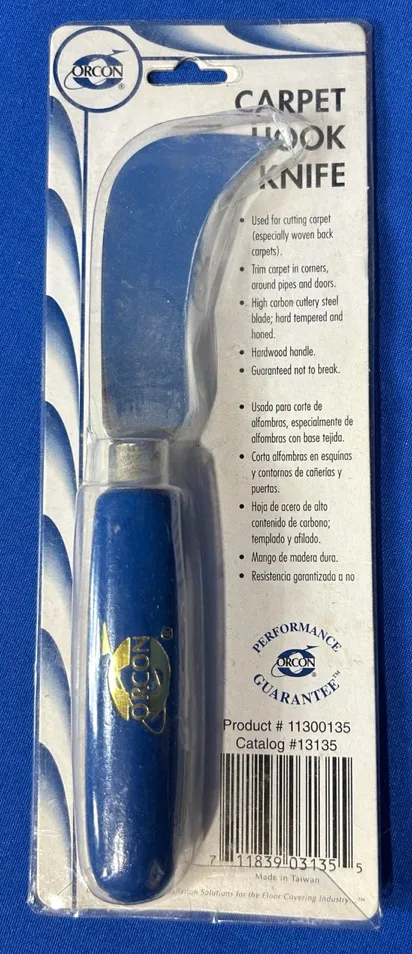 ORCON
®
CARPET
HOOK
KNIFE
• Used for cutting carpet
(especially woven back
carpets).
• Trim carpet in corners,
around pipes and doors.
• High carbon cutlery steel
blade; hard tempered and
honed.
• Hardwood handle.
• Guaranteed not to break.
• Usado para corte de
alfombras, especialmente de
alfombras con base tejida.
• Corta alfombras en esquinas
y contornos de cañerías y
puertas.
• Hoja de acero de alto
contenido de carbono;
templado y afilado.
• Mango de madera dura.
• Resistencia garantizada a no
ORCON
®
PERFORMANCE
ORCON
GUARANTEE™
Product # 11300135
Catalog #13135
7 11839 03135 5
Made in Taiwan
Solutions for the Floor Covering Industry